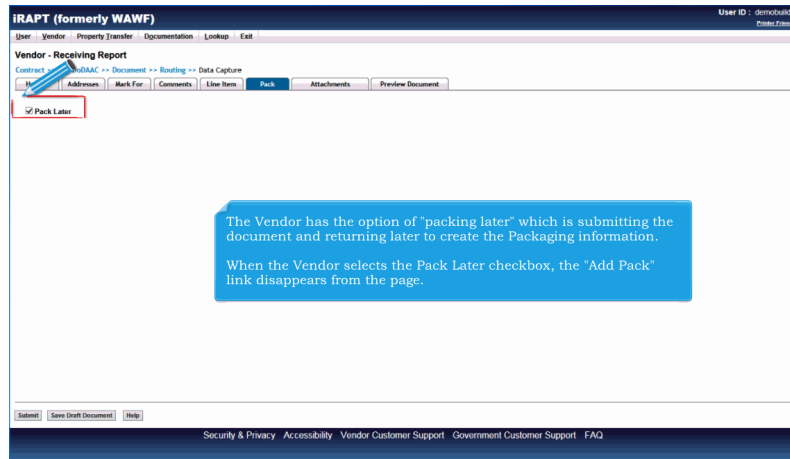 iRAPT (formerly WAWF)
User ID : demobuild
Printer Frien
User Vendor Property Transfer Documentation Lookup Exit
Vendor - Receiving Report
Contract >> DoDAAC >> Document >> Routing >> Data Capture
Addresses Mark For Comments Line Item Pack Attachments Preview Document
Pack Later
The Vendor has the option of "packing later" which is submitting the
document and returning later to create the Packaging information.
When the Vendor selects the Pack Later checkbox, the "Add Pack"
link disappears from the page.
Submit Save Draft Document Help
Security & Privacy Accessibility Vendor Customer Support Government Customer Support FAQ